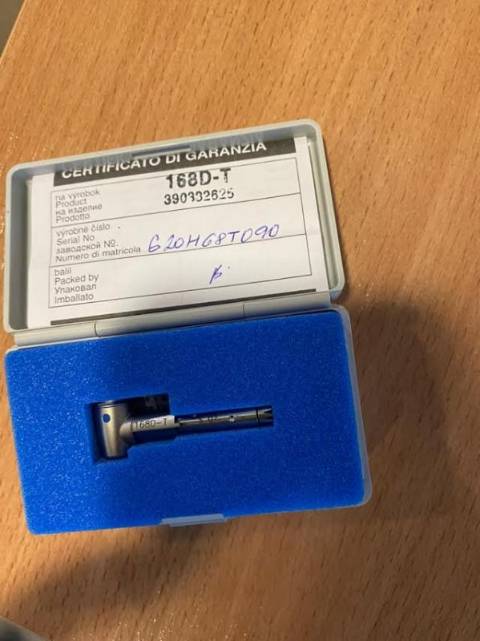 CERTIFICATO DI GARANZIA
na výrobok
Product
на изделие
Prodotto
168D-T
390332625
výrobné číslo
Serial No
заводской №.
Numero di matricola
620H68T090
balil
Packed by
Упаковал
Imballato
168D-T